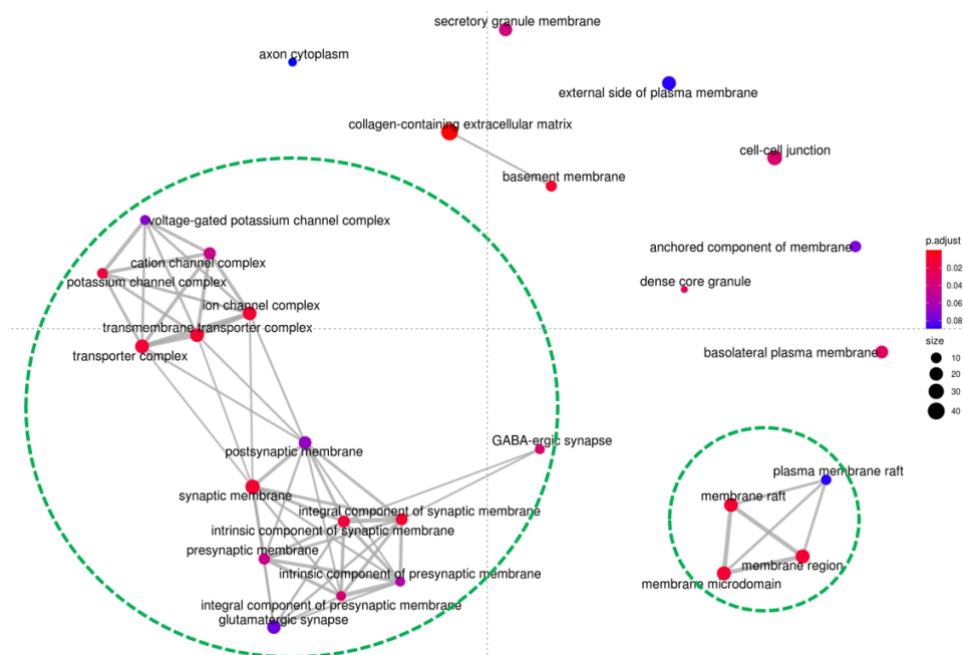 secretory granule membrane
axon cytoplasm
external side of plasma membrane
collagen-containing extracellular matrix
cell-cell junction
basement membrane
voltage-gated potassium channel complex
anchored component of membrane
cation channel complex
potassium channel complex
dense core granule
ion channel complex
transmembrane transporter complex
transporter complex
basolateral plasma membrane
p.adjust
0.02
0.04
0.06
0.08
size
10
20
30
40
GABA-ergic synapse
postsynaptic membrane
plasma membrane raft
synaptic membrane
membrane raft
integral component of synaptic membrane
intrinsic component of synaptic membrane
presynaptic membrane
membrane region
intrinsic component of presynaptic membrane
membrane microdomain
integral component of presynaptic membrane
glutamatergic synapse